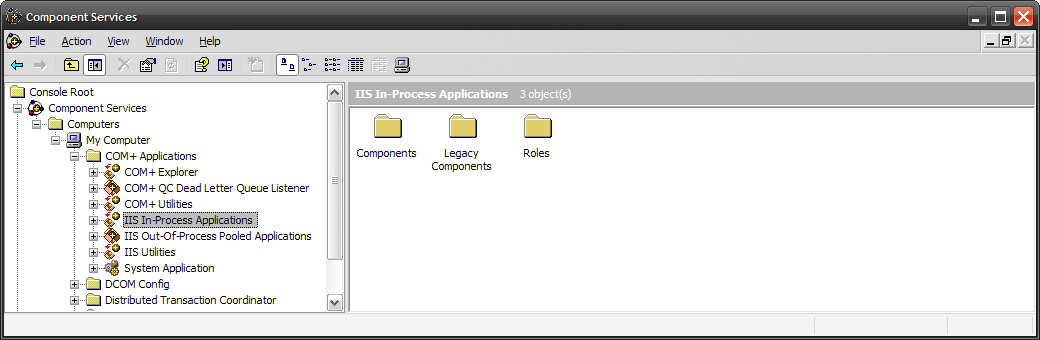 Component Services
File Action View Window Help
Console Root
Component Services
Computers
My Computer
COM+ Applications
COM+ Explorer
COM+ QC Dead Letter Queue Listener
COM+ Utilities
IIS In-Process Applications
IIS Out-Of-Process Pooled Applications
IIS Utilities
System Application
DCOM Config
Distributed Transaction Coordinator
IIS In-Process Applications 3 object(s)
Components
Legacy
Components
Roles